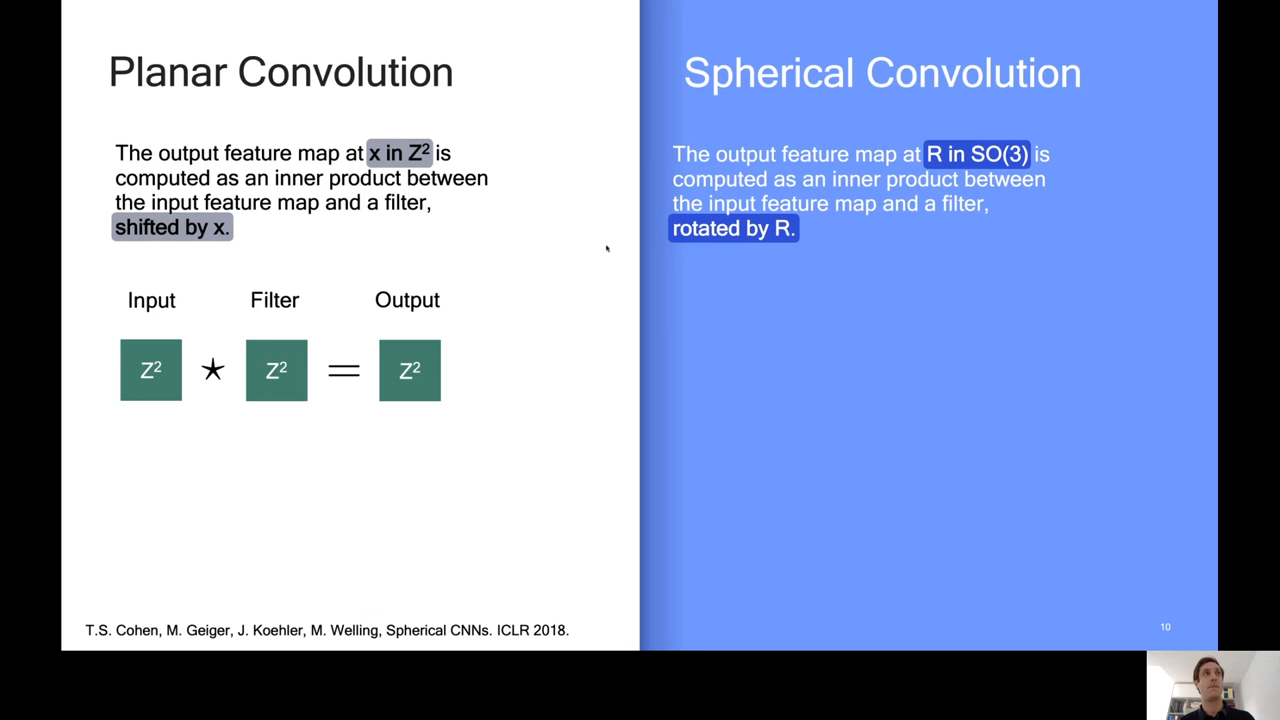 Planar Convolution
The output feature map at x in Z² is
computed as an inner product between
the input feature map and a filter,
shifted by x.
Input Filter Output
Z² ★ Z² = Z²
T.S. Cohen, M. Geiger, J. Koehler, M. Welling, Spherical CNNs. ICLR 2018.
Spherical Convolution
The output feature map at R in SO(3) is
computed as an inner product between
the input feature map and a filter,
rotated by R.
10